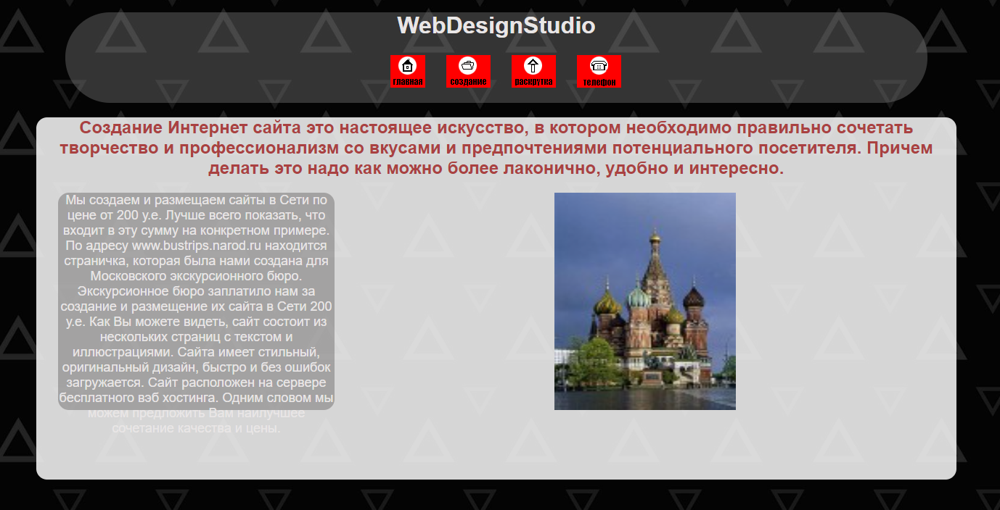 WebDesignStudio
главная создание раскрутка телефон
Создание Интернет сайта это настоящее искусство, в котором необходимо правильно сочетать
творчество и профессионализм со вкусами и предпочтениями потенциального посетителя. Причем
делать это надо как можно более лаконично, удобно и интересно.
Мы создаем и размещаем сайты в Сети по
цене от 200 у.е. Лучше всего показать, что
входит в эту сумму на конкретном примере.
По адресу www.bustrips.narod.ru находится
страничка, которая была нами создана для
Московского экскурсионного бюро.
Экскурсионное бюро заплатило нам за
создание и размещение их сайта в Сети 200
у.е. Как Вы можете видеть, сайт состоит из
нескольких страниц с текстом и
иллюстрациями. Сайта имеет стильный,
оригинальный дизайн, быстро и без ошибок
загружается. Сайт расположен на сервере
бесплатного вэб хостинга. Одним словом мы
можем предложить Вам наилучшее
сочетание качества и цены.